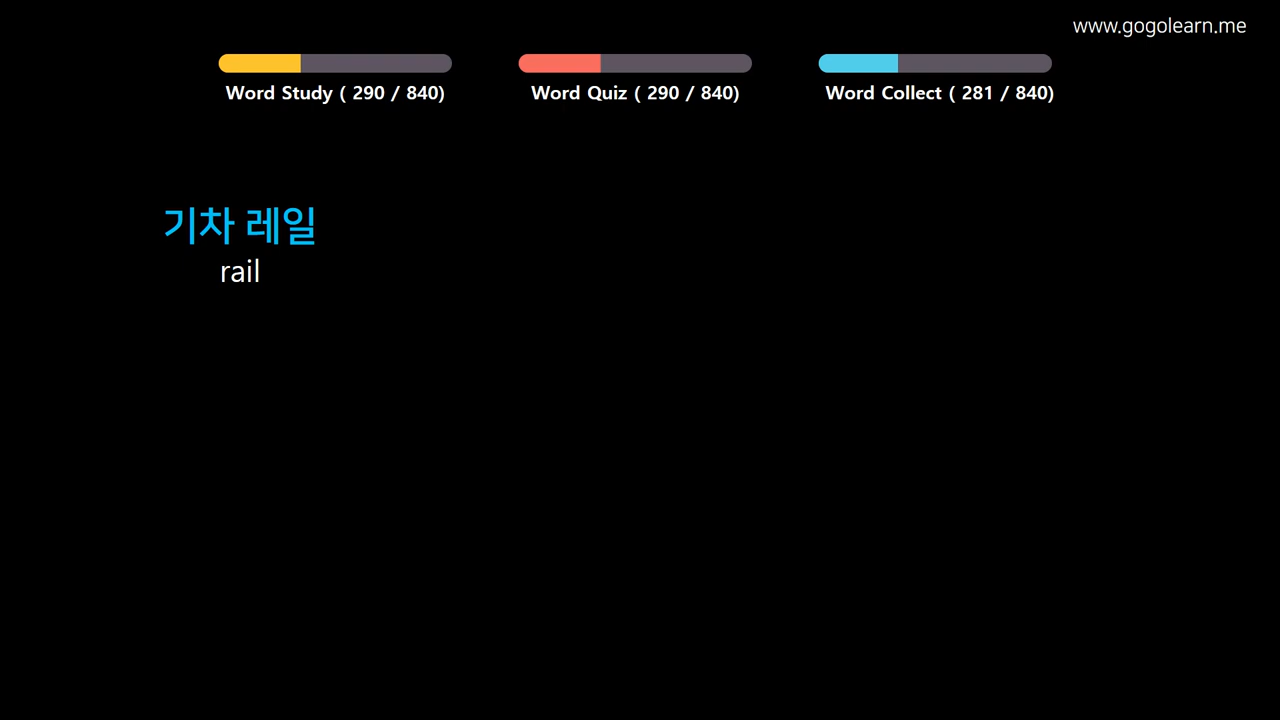 www.gogolearn.me
Word Study ( 290 / 840)
Word Quiz ( 290 / 840)
Word Collect ( 281 / 840)
기차 레일
rail